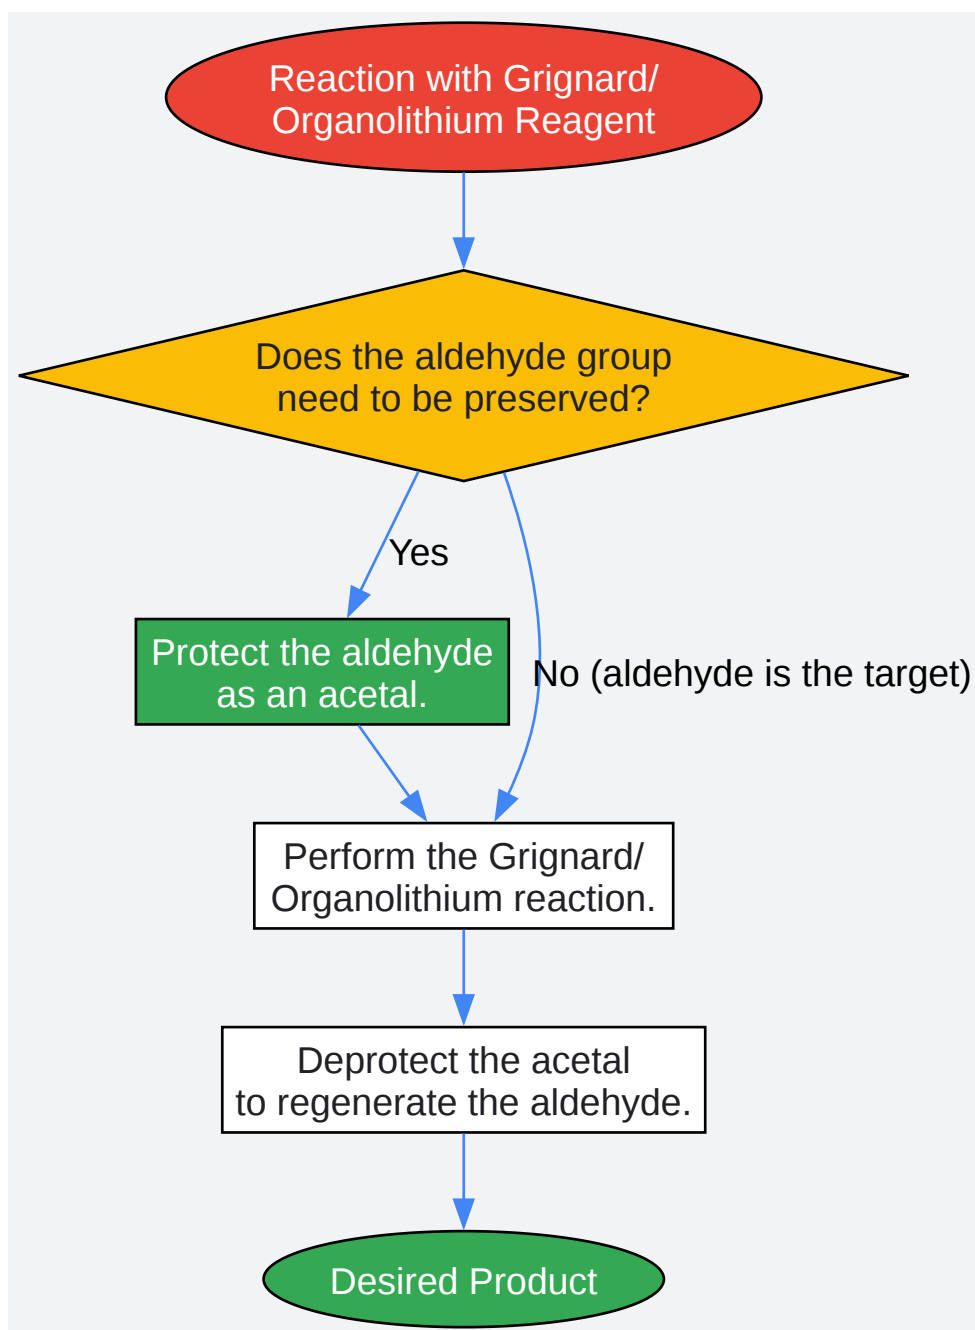 Reaction with Grignard/
Organolithium Reagent
Does the aldehyde group
need to be preserved?
Yes
Protect the aldehyde
as an acetal.
No (aldehyde is the target)
Perform the Grignard/
Organolithium reaction.
Deprotect the acetal
to regenerate the aldehyde.
Desired Product